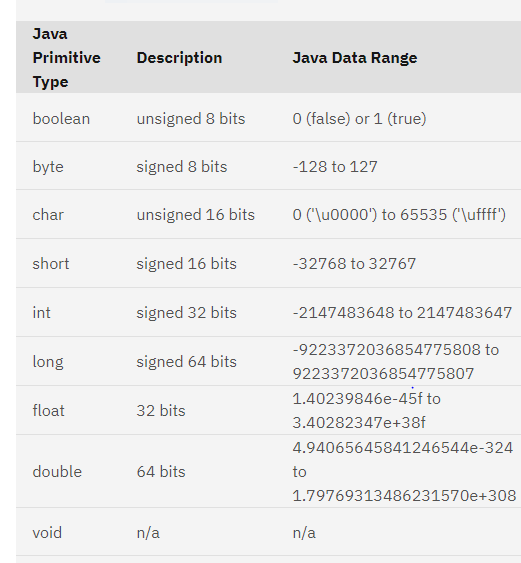 Java Primitive Type Description Java Data Range
boolean unsigned 8 bits 0 (false) or 1 (true)
byte signed 8 bits -128 to 127
char unsigned 16 bits 0 ('\u0000') to 65535 ('\uffff')
short signed 16 bits -32768 to 32767
int signed 32 bits -2147483648 to 2147483647
long signed 64 bits -9223372036854775808 to
9223372036854775807
float 32 bits 1.40239846e-45f to
3.40282347e+38f
double 64 bits 4.94065645841246544e-324
to
1.79769313486231570e+308
void n/a n/a